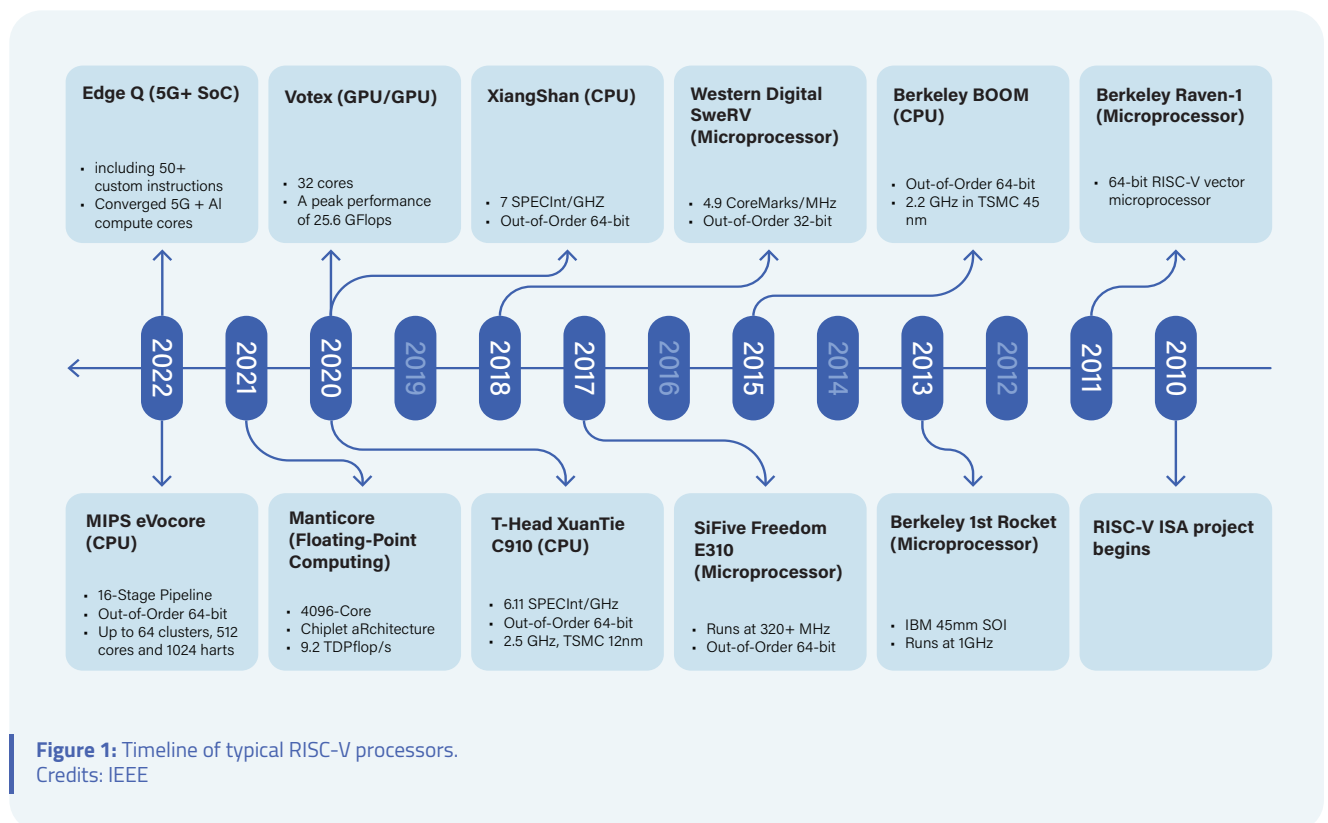 Edge Q (5G+ SoC)
• including 50+
custom instructions
• Converged 5G + AI
compute cores
Votex (GPU/GPU)
• 32 cores
• A peak performance
of 25.6 GFlops
XiangShan (CPU)
• 7 SPECInt/GHZ
• Out-of-Order 64-bit
Western Digital
SweRV
(Microprocessor)
• 4.9 CoreMarks/MHz
• Out-of-Order 32-bit
Berkeley BOOM
(CPU)
• Out-of-Order 64-bit
• 2.2 GHz in TSMC 45
nm
Berkeley Raven-1
(Microprocessor)
• 64-bit RISC-V vector
microprocessor
2022
2021
2020
2019
2018
2017
2016
2015
2014
2013
2012
2011
2010
MIPS eVocore
(CPU)
• 16-Stage Pipeline
• Out-of-Order 64-bit
• Up to 64 clusters, 512
cores and 1024 harts
Manticore
(Floating-Point
Computing)
• 4096-Core
• Chiplet aRchitecture
• 9.2 TDPflop/s
T-Head XuanTie
C910 (CPU)
• 6.11 SPECInt/GHz
• Out-of-Order 64-bit
• 2.5 GHz, TSMC 12nm
SiFive Freedom
E310
(Microprocessor)
• Runs at 320+ MHz
• Out-of-Order 64-bit
Berkeley 1st Rocket
(Microprocessor)
• IBM 45mm SOI
• Runs at 1GHz
RISC-V ISA project
begins
Figure 1: Timeline of typical RISC-V processors.
Credits: IEEE